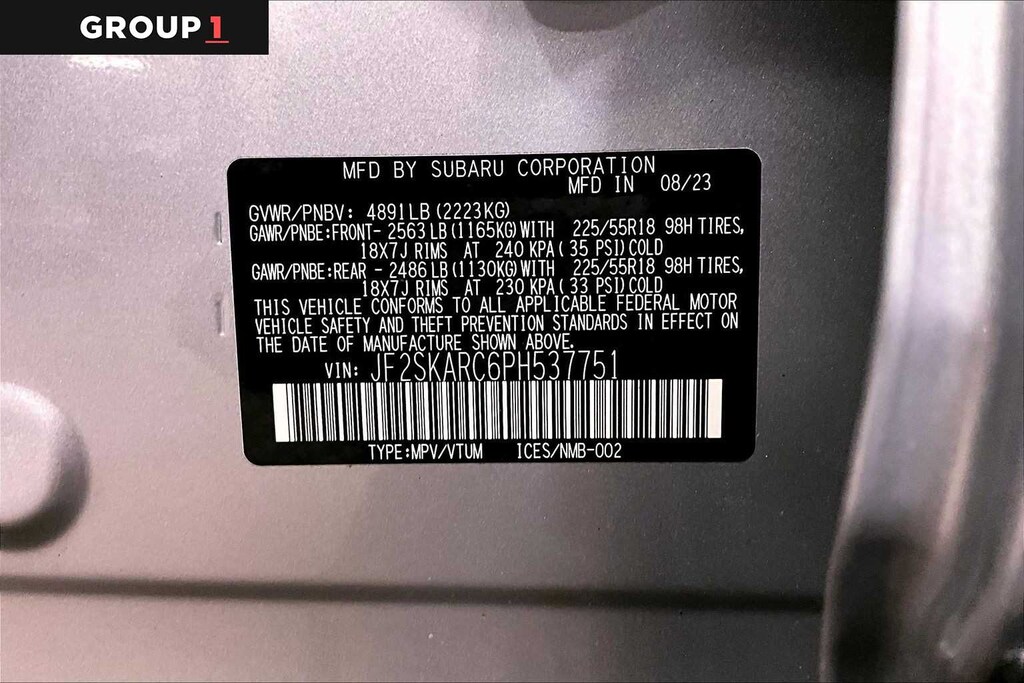 GROUP 1
MFD BY SUBARU CORPORATION
MFD IN 08/23
GVWR/PNBV: 4891LB (2223KG)
GAWR/PNBE:FRONT- 2563LB (1165KG) WITH 225/55R18 98H TIRES,
18X7J RIMS AT 240 KPA ( 35 PSI) COLD
GAWR/PNBE:REAR - 2486LB (1130KG) WITH 225/55R18 98H TIRES,
18X7J RIMS AT 230 KPA ( 33 PSI) COLD
THIS VEHICLE CONFORMS TO ALL APPLICABLE FEDERAL MOTOR
VEHICLE SAFETY AND THEFT PREVENTION STANDARDS IN EFFECT ON
THE DATE OF MANUFACTURE SHOWN ABOVE.
VIN: JF2SKARC6PH537751
TYPE:MPV/VTUM ICES/NMB-002